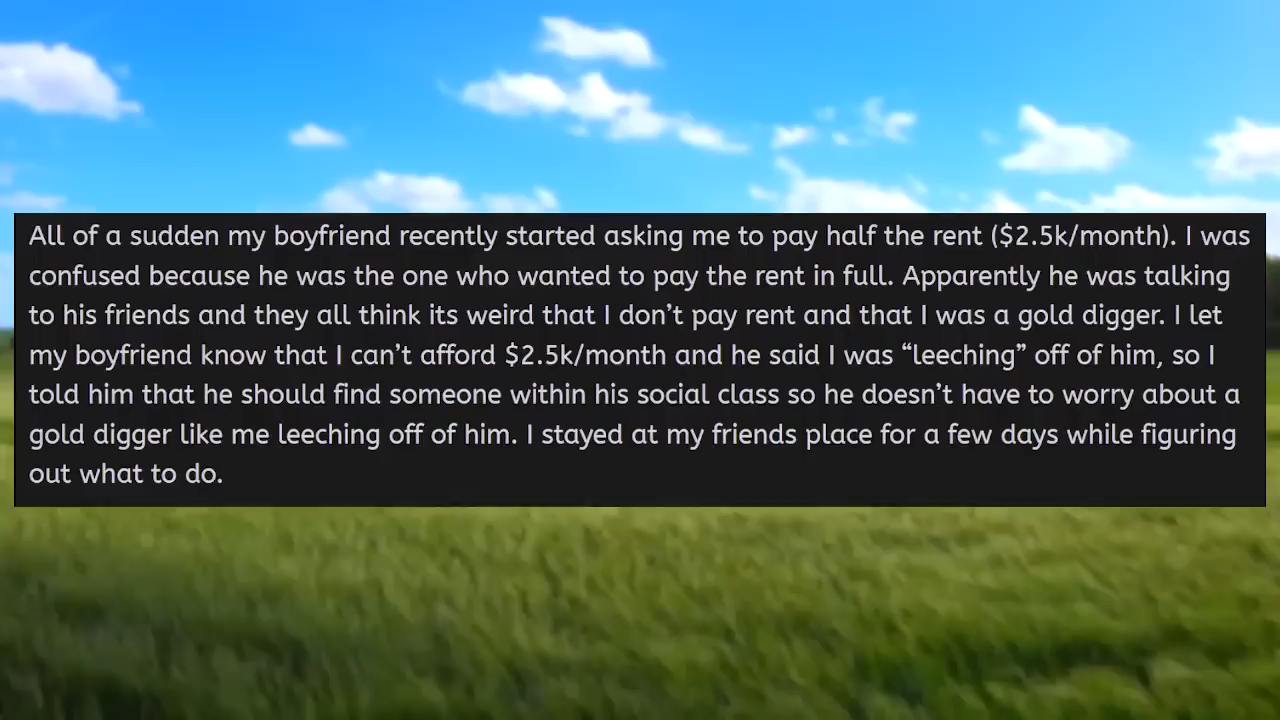 All of a sudden my boyfriend recently started asking me to pay half the rent ($2.5k/month). I was
confused because he was the one who wanted to pay the rent in full. Apparently he was talking
to his friends and they all think its weird that I don’t pay rent and that I was a gold digger. I let
my boyfriend know that I can’t afford $2.5k/month and he said I was “leeching” off of him, so I
told him that he should find someone within his social class so he doesn’t have to worry about a
gold digger like me leeching off of him. I stayed at my friends place for a few days while figuring
out what to do.